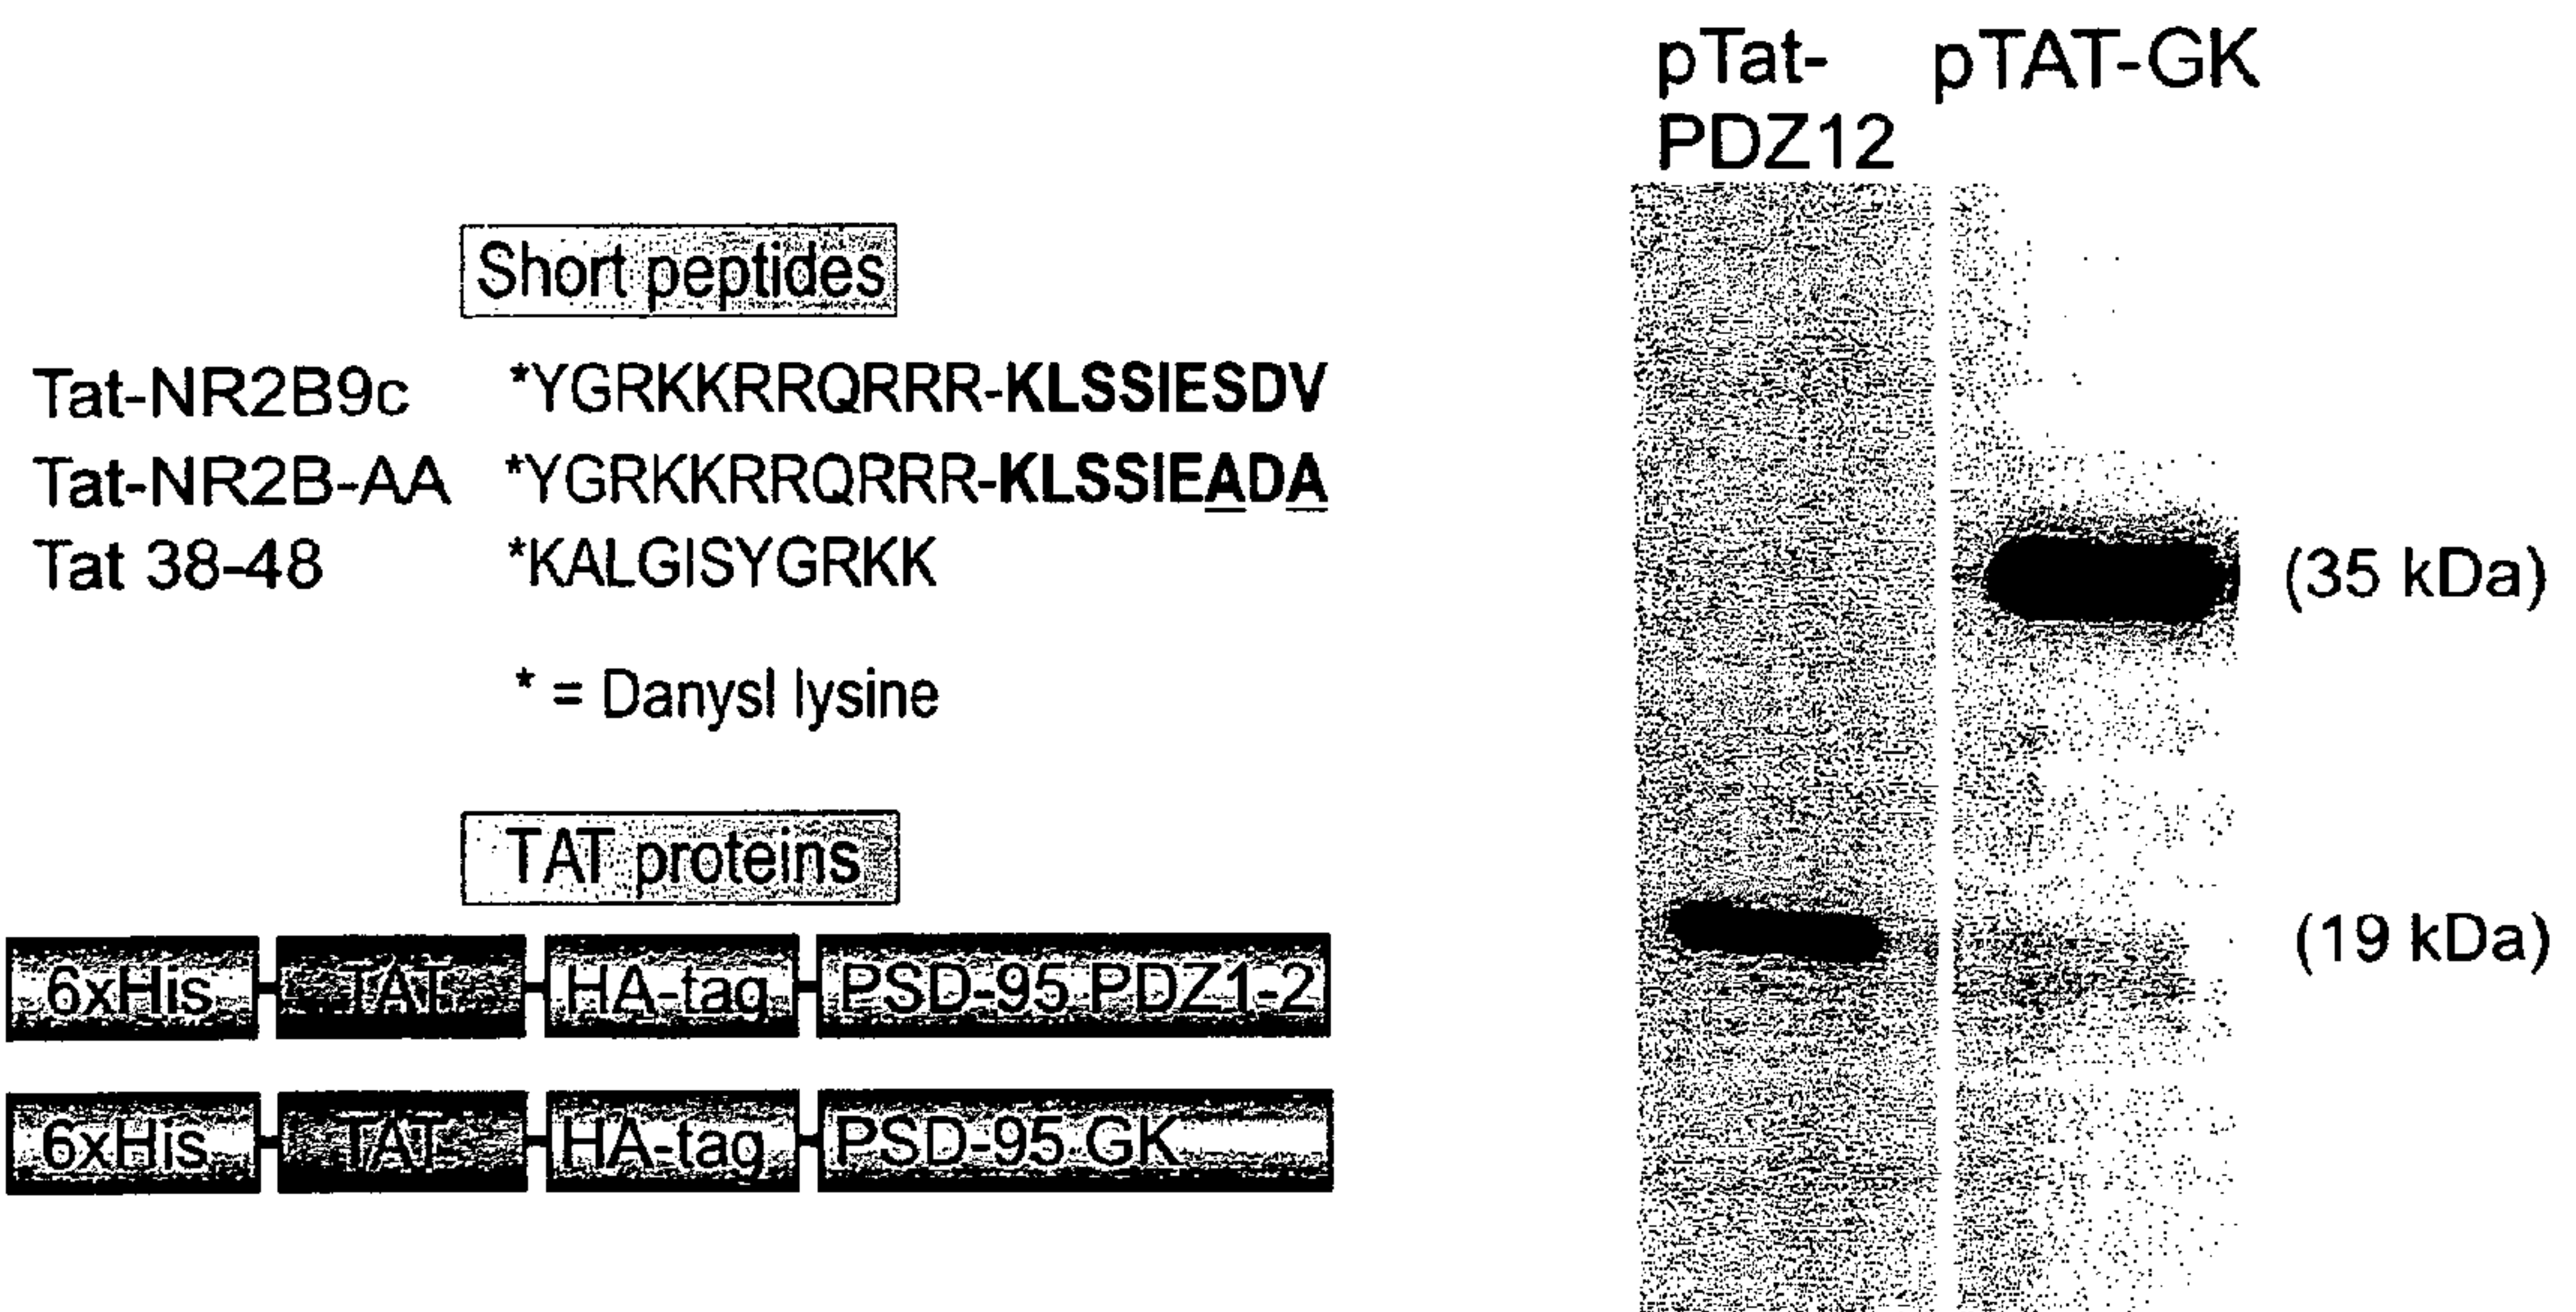 pTat- pTAT-GK
PDZ12
Short peptides
Tat-NR2B9c *YGRKKRRQRRR-KLSSIESDV
Tat-NR2B-AA *YGRKKRRQRRR-KLSSIEADA
Tat 38-48 *KALGISYGRKK
(35 kDa)
* = Danysl lysine
TAT proteins
(19 kDa)
6xHis TAT HA-tag PSD-95 PDZ1-2
6xHis TAT HA-tag PSD-95 GK